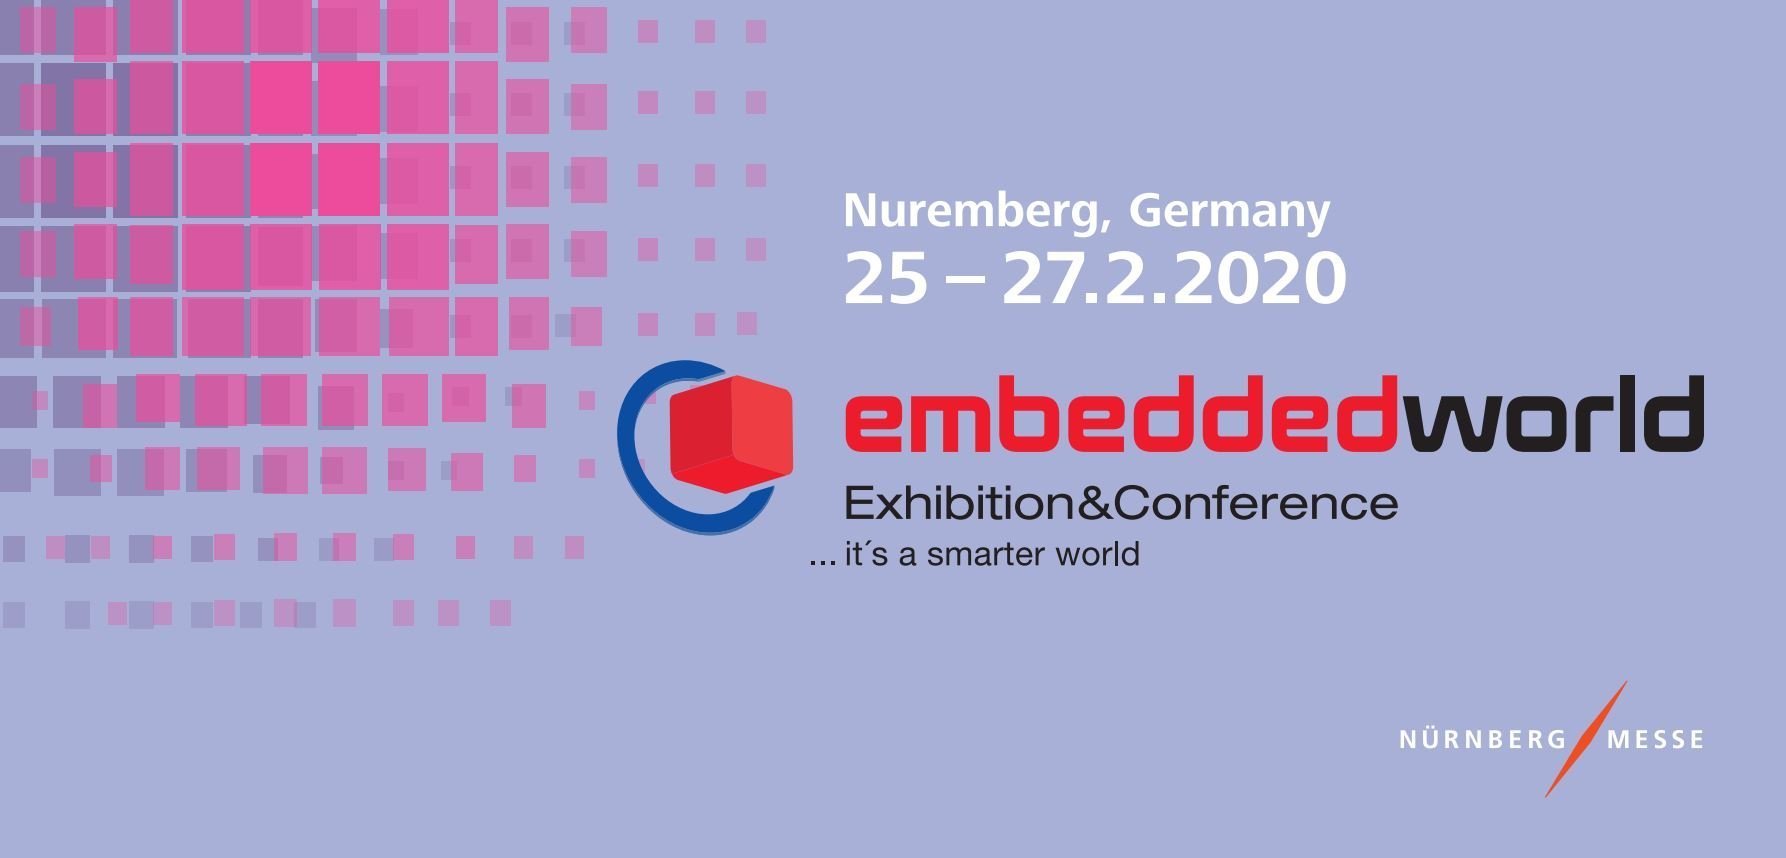 Nuremberg, Germany
25 – 27.2.2020
embeddedworld
Exhibition&Conference
... it´s a smarter world
NÜRNBERG MESSE